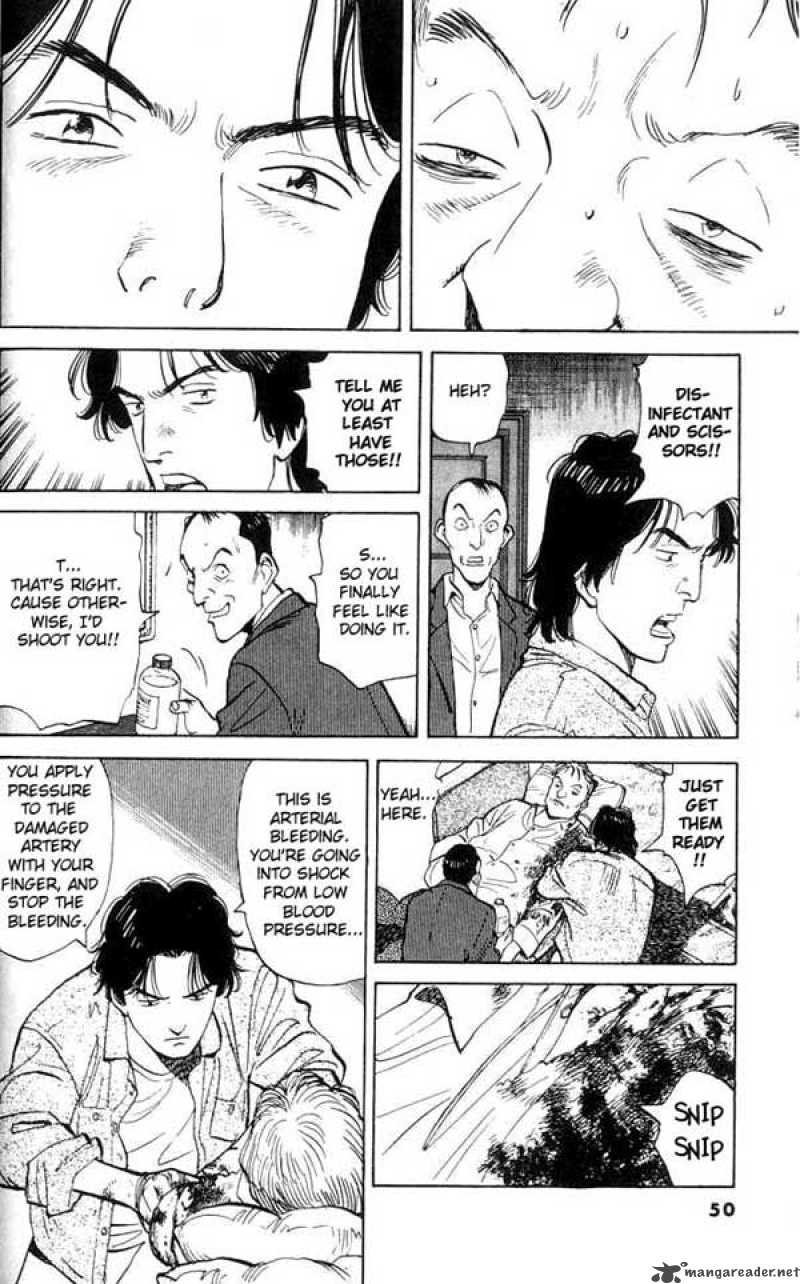 DIS-
INFECTANT
AND SCIS-
SORS!!
HEH?
TELL ME
YOU AT
LEAST
HAVE
THOSE!!
S...
SO YOU
FINALLY
FEEL LIKE
DOING IT.
T...
THAT'S RIGHT.
CAUSE OTHER-
WISE, I'D
SHOOT YOU!!
JUST
GET
THEM
READY
!!
YEAH...
HERE.
SNIP
SNIP
THIS IS
ARTERIAL
BLEEDING.
YOU'RE GOING
INTO SHOCK
FROM LOW
BLOOD
PRESSURE...
YOU APPLY
PRESSURE
TO THE
DAMAGED
ARTERY
WITH YOUR
FINGER, AND
STOP THE
BLEEDING.
50
mangareader.net